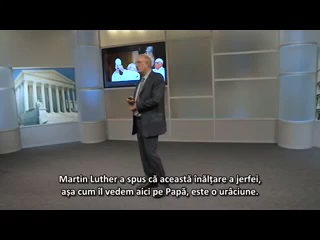 Martin Luther a spus că această înălțare a jerfei,
așa cum îl vedem aici pe Papă, este o urăciune.